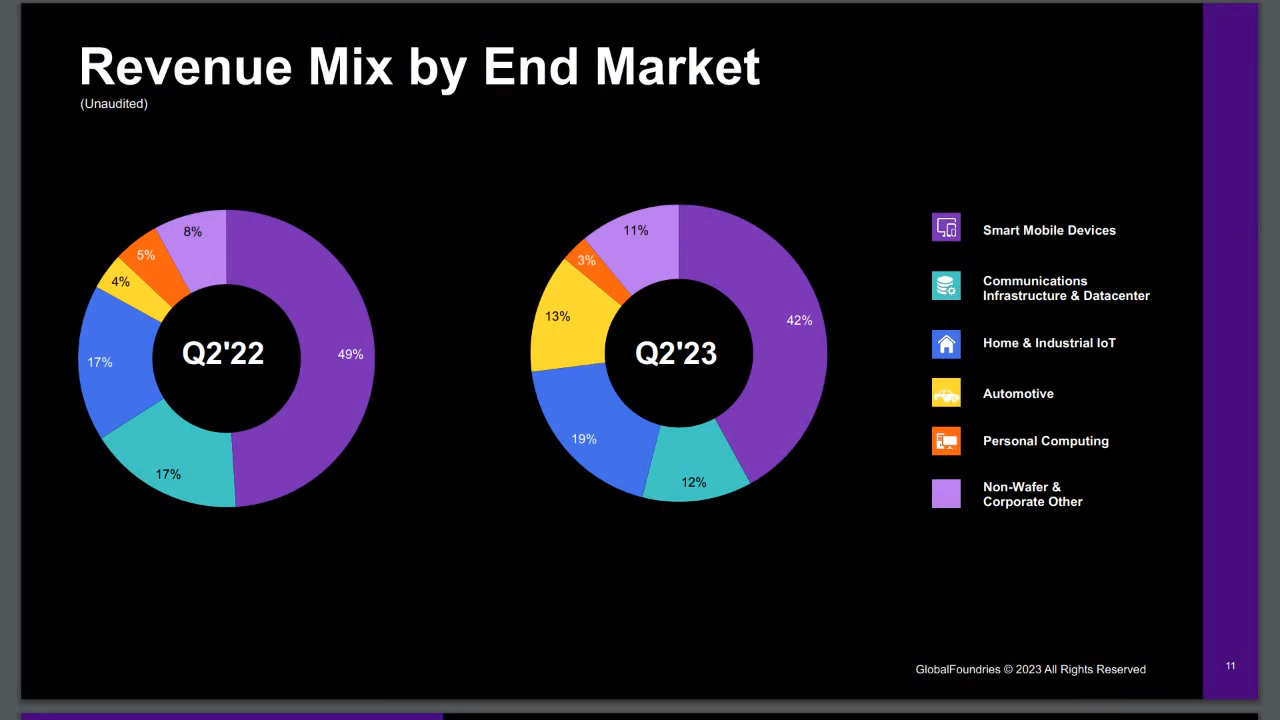 Revenue Mix by End Market
(Unaudited)
8%
5%
4%
17%
17%
49%
Q2'22
11%
3%
13%
19%
12%
42%
Q2'23
Smart Mobile Devices
Communications
Infrastructure & Datacenter
Home & Industrial IoT
Automotive
Personal Computing
Non-Wafer &
Corporate Other
GlobalFoundries © 2023 All Rights Reserved
11